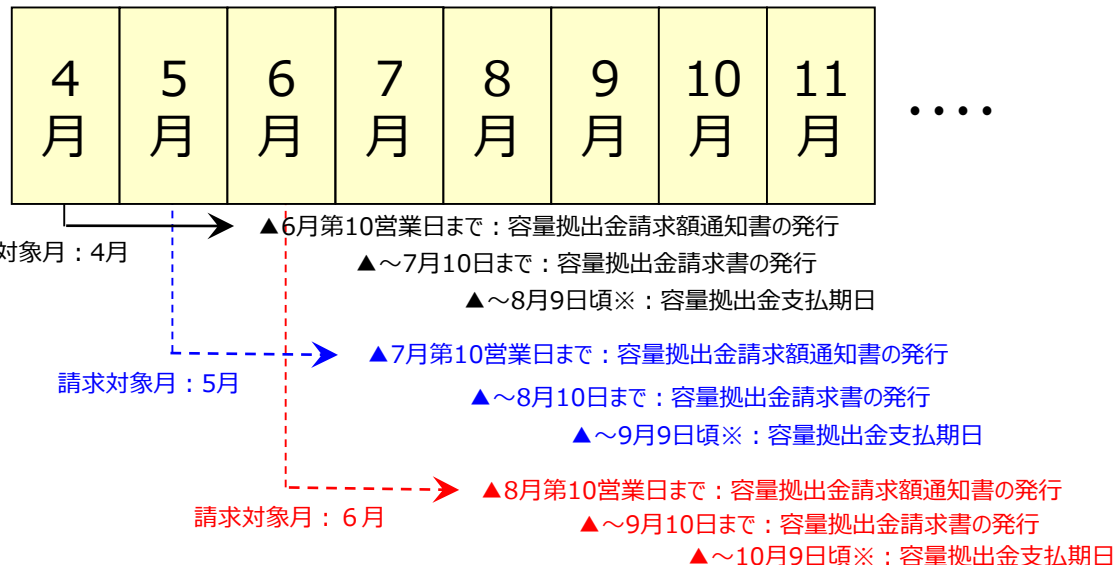 4月 5月 6月 7月 8月 9月 10月 11月 ････
▲6月第10営業日まで：容量拠出金請求額通知書の発行
対象月：4月
▲～7月10日まで：容量拠出金請求書の発行
▲～8月9日頃※：容量拠出金支払期日
▲7月第10営業日まで：容量拠出金請求額通知書の発行
請求対象月：5月
▲～8月10日まで：容量拠出金請求書の発行
▲～9月9日頃※：容量拠出金支払期日
▲8月第10営業日まで：容量拠出金請求額通知書の発行
請求対象月：６月
▲～9月10日まで：容量拠出金請求書の発行
▲～10月9日頃※：容量拠出金支払期日